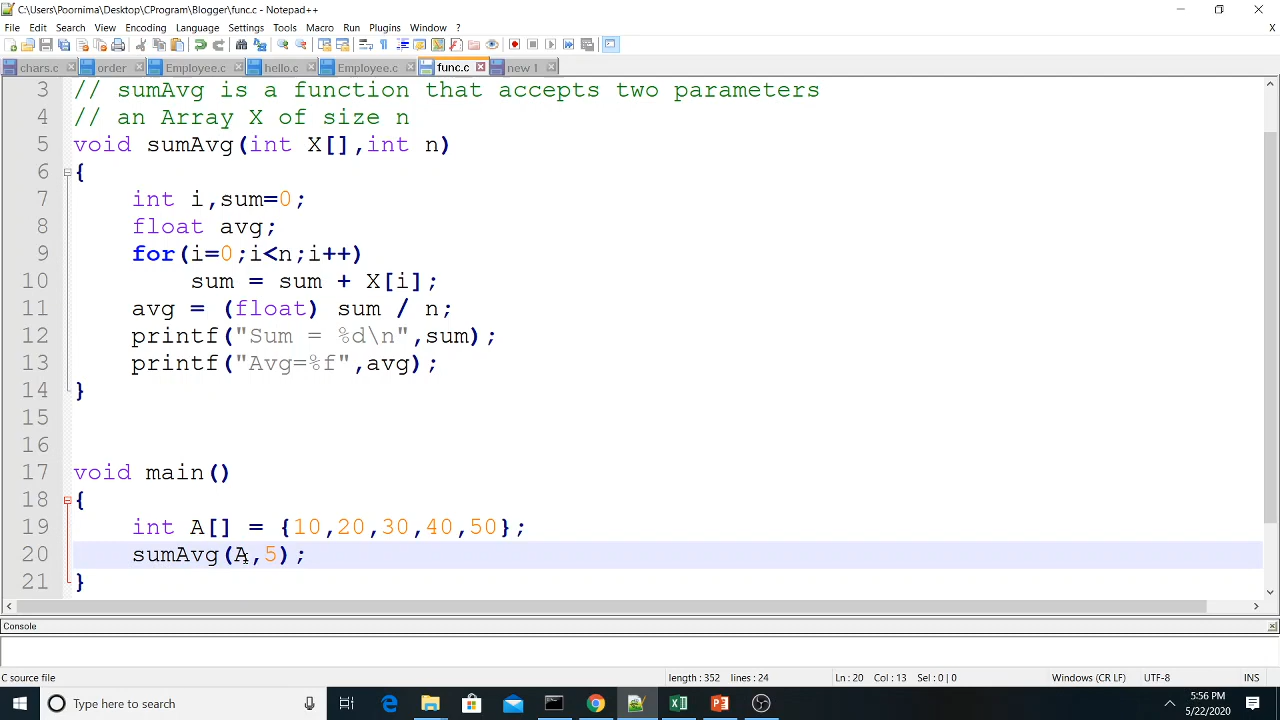 C:\Users\Poornima\Desktop\CProgram\Blogger\func.c - Notepad++
File Edit Search View Encoding Language Settings Tools Macro Run Plugins Window ?
X
chars.c order Employee.c hello.c Employee.c func.c new 1
3 // sumAvg is a function that accepts two parameters
4 // an Array X of size n
5 void sumAvg(int X[],int n)
6 {
7 int i,sum=0;
8 float avg;
9 for(i=0;i<n;i++)
10 sum = sum + X[i];
11 avg = (float) sum / n;
12 printf("Sum = %d\n",sum);
13 printf("Avg=%f",avg);
14 }
15
16
17 void main()
18 {
19 int A[] = {10,20,30,40,50};
20 sumAvg(A,5);
21 }
Console
C source file length : 352 lines : 24 Ln : 20 Col : 13 Sel : 0 | 0 Windows (CR LF) UTF-8 INS
Type here to search
5:56 PM
5/22/2020